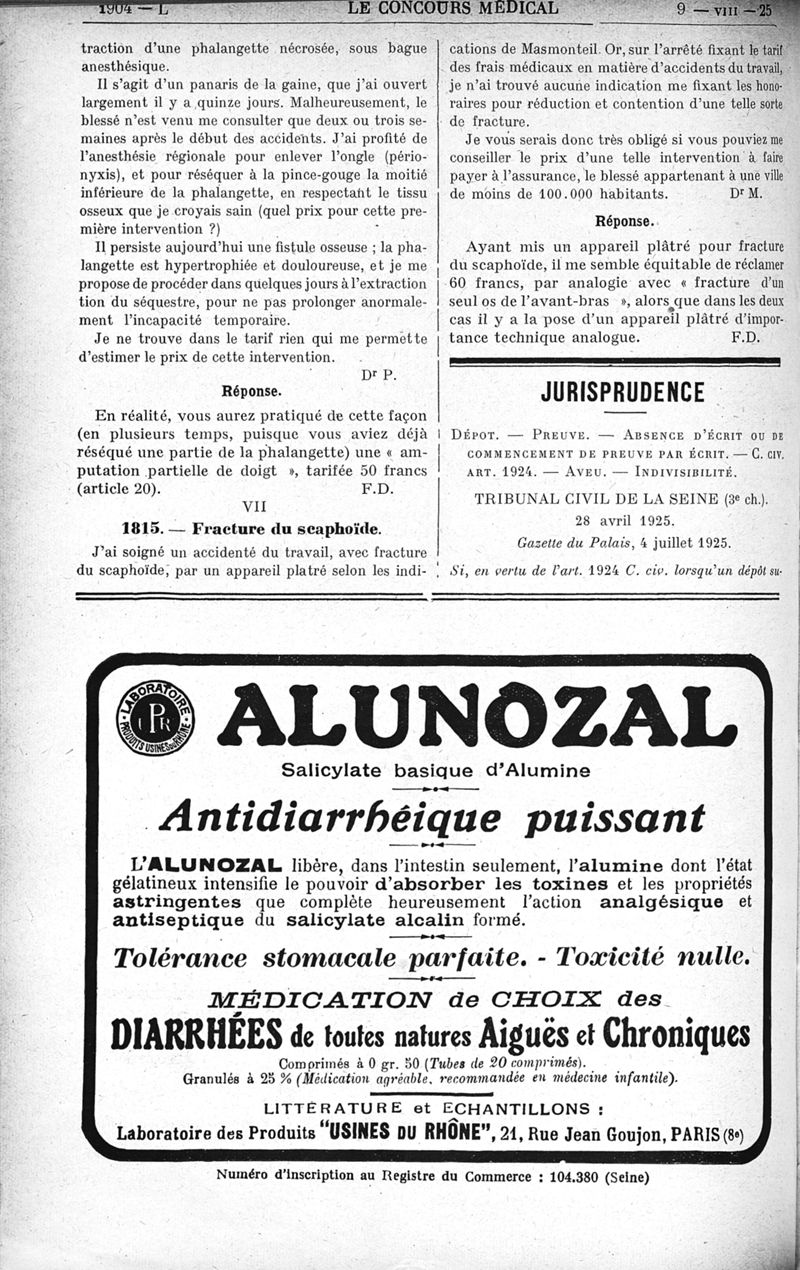 1904 — L
LE CONCOURS MÉDICAL
9 — VIII — 25
traction d'une phalangette nécrosée, sous bague
anesthésique.
Il s'agit d'un panaris de la gaine, que j'ai ouvert
largement il y a quinze jours. Malheureusement, le
blessé n'est venu me consulter que deux ou trois se-
maines après le début des accidents. J'ai profité de
l'anesthésie régionale pour enlever l'ongle (pério-
nyxis), et pour réséquer à la pince-gouge la moitié
inférieure de la phalangette, en respectant le tissu
osseux que je croyais sain (quel prix pour cette pre-
mière intervention ?)
Il persiste aujourd'hui une fistule osseuse ; la pha-
langette est hypertrophiée et douloureuse, et je me
propose de procéder dans quelques jours à l'extraction
tion du séquestre, pour ne pas prolonger anormale-
ment l'incapacité temporaire.
Je ne trouve dans le tarif rien qui me permette
d'estimer le prix de cette intervention.
Dr P.
Réponse.
En réalité, vous aurez pratiqué de cette façon
(en plusieurs temps, puisque vous aviez déjà
réséqué une partie de la phalangette) une « am-
putation partielle de doigt », tarifée 50 francs
(article 20). F.D.
VII
1815. — Fracture du scaphoïde.
J'ai soigné un accidenté du travail, avec fracture
du scaphoïde, par un appareil platré selon les indi-
cations de Masmonteil. Or, sur l'arrêté fixant le tarif
des frais médicaux en matière d'accidents du travail,
je n'ai trouvé aucune indication me fixant les hono-
raires pour réduction et contention d'une telle sorte
de fracture.
Je vous serais donc très obligé si vous pouviez me
conseiller le prix d'une telle intervention à faire
payer à l'assurance, le blessé appartenant à une ville
de moins de 100.000 habitants. Dr M.
Réponse.
Ayant mis un appareil plâtré pour fracture
du scaphoïde, il me semble équitable de réclamer
60 francs, par analogie avec « fracture d'un
seul os de l'avant-bras », alors que dans les deux
cas il y a la pose d'un appareil plâtré d'impor-
tance technique analogue. F.D.
JURISPRUDENCE
DÉPOT. — PREUVE. — ABSENCE D'ÉCRIT OU DE
COMMENCEMENT DE PREUVE PAR ÉCRIT. — C. CIV.
ART. 1924. — AVEU. — INDIVISIBILITÉ.
TRIBUNAL CIVIL DE LA SEINE (3e ch.).
28 avril 1925.
Gazette du Palais, 4 juillet 1925.
Si, en vertu de l'art. 1924 C. civ. lorsqu'un dépôt su-
LABORATOIRE
UPR
PRODUITS USINES DU RHÔNE
ALUNOZAL
Salicylate basique d'Alumine
Antidiarrhéique puissant
L'ALUNOZAL libère, dans l'intestin seulement, l'alumine dont l'état
gélatineux intensifie le pouvoir d'absorber les toxines et les propriétés
astringentes que complète heureusement l'action analgésique et
antiseptique du salicylate alcalin formé.
Tolérance stomacale parfaite. - Toxicité nulle.
MÉDICATION de CHOIX des
DIARRHÉES de toutes natures Aiguës et Chroniques
Comprimés à 0 gr. 50 (Tubes de 20 comprimés).
Granulés à 25 % (Médication agréable, recommandée en médecine infantile).
LITTÉRATURE et ECHANTILLONS :
Laboratoire des Produits "USINES DU RHÔNE", 21, Rue Jean Goujon, PARIS (8e)
Numéro d'inscription au Registre du Commerce : 104.380 (Seine)